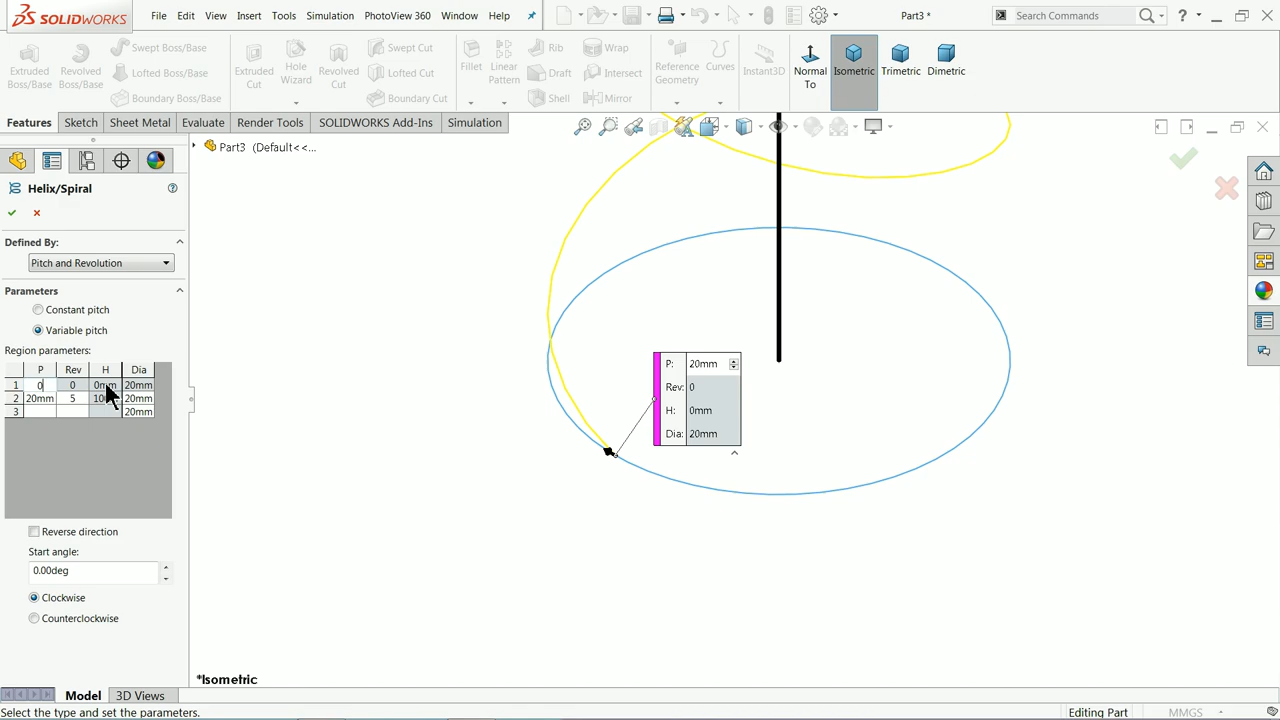 SOLIDWORKS File Edit View Insert Tools Simulation PhotoView 360 Window Help Part3 * Search Commands ?
Extruded Boss/Base Revolved Boss/Base Swept Boss/Base Lofted Boss/Base Boundary Boss/Base Extruded Cut Hole Wizard Revolved Cut Swept Cut Lofted Cut Boundary Cut Fillet Linear Pattern Rib Draft Shell Wrap Intersect Mirror Reference Geometry Curves Instant3D Normal To Isometric Trimetric Dimetric
Features Sketch Sheet Metal Evaluate Render Tools SOLIDWORKS Add-Ins Simulation
Part3 (Default<<...
Helix/Spiral
Defined By:
Pitch and Revolution
Parameters
Constant pitch
Variable pitch
Region parameters:
P Rev H Dia
1 0 0 0mm 20mm
2 20mm 5 20mm
3 20mm
P: 20mm
Rev: 0
H: 0mm
Dia: 20mm
Reverse direction
Start angle:
0.00deg
Clockwise
Counterclockwise
*Isometric
Model 3D Views
Select the type and set the parameters. Editing Part MMGS